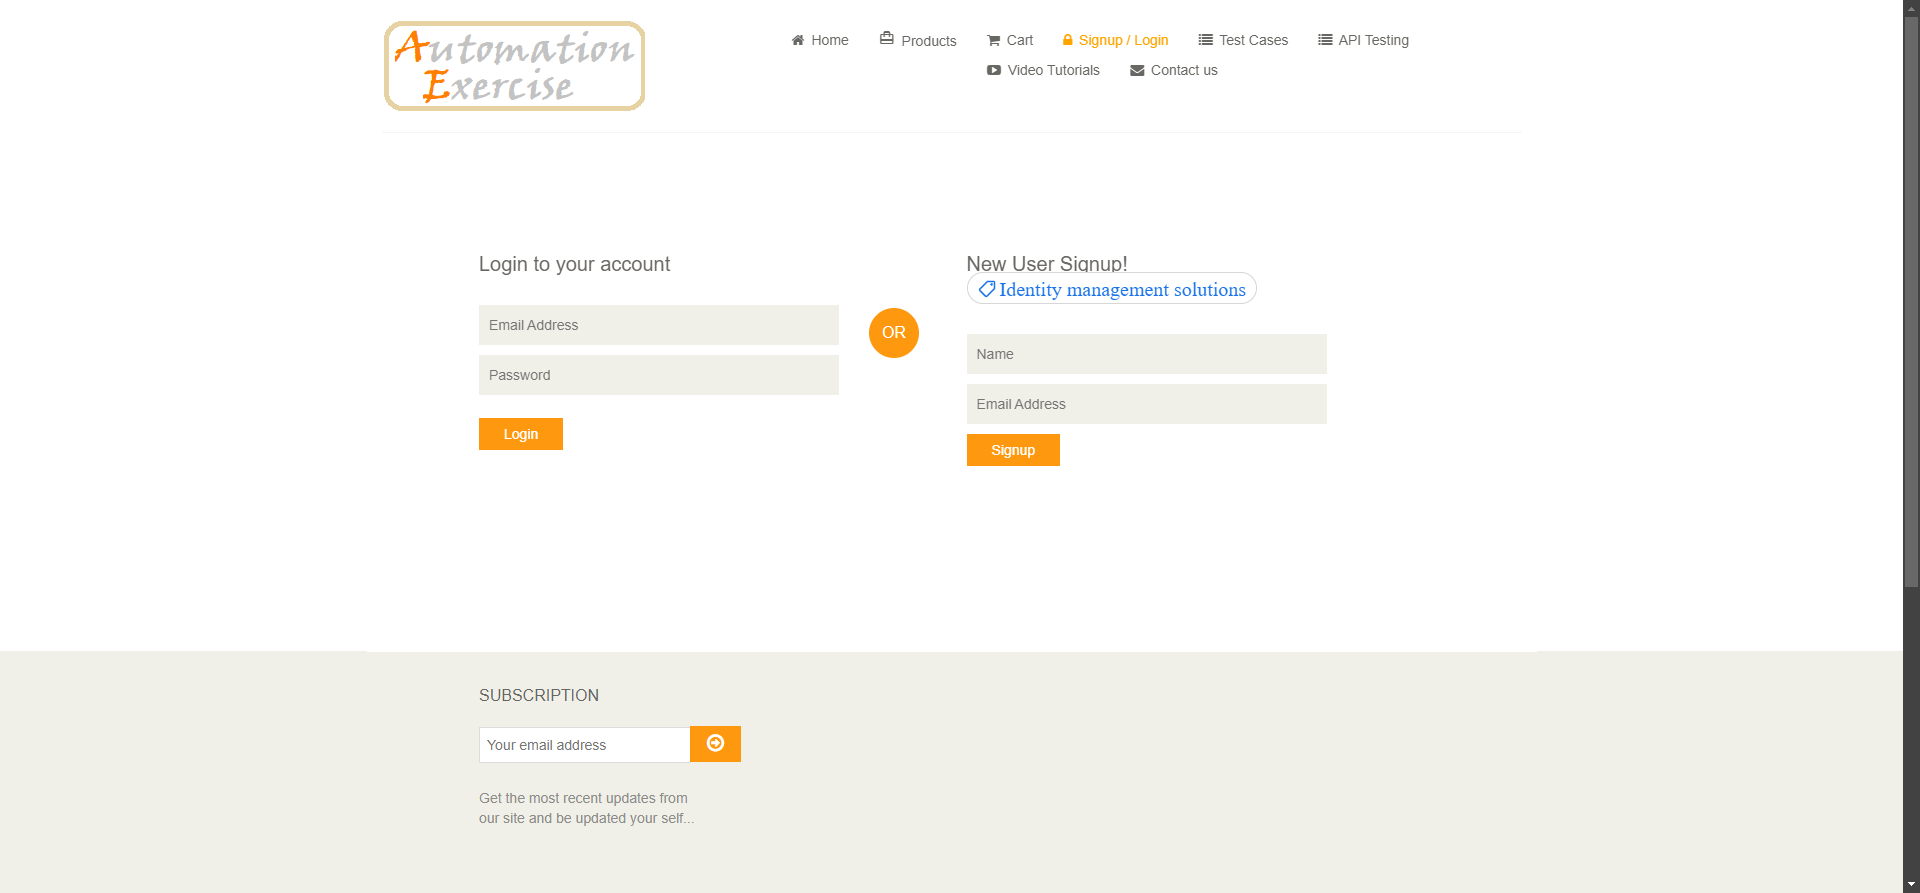 Automation
Exercise
Home
Products
Cart
Signup / Login
Test Cases
API Testing
Video Tutorials
Contact us
Login to your account
Email Address
Password
Login
OR
New User Signup!
Identity management solutions
Name
Email Address
Signup
SUBSCRIPTION
Your email address
Get the most recent updates from
our site and be updated your self...